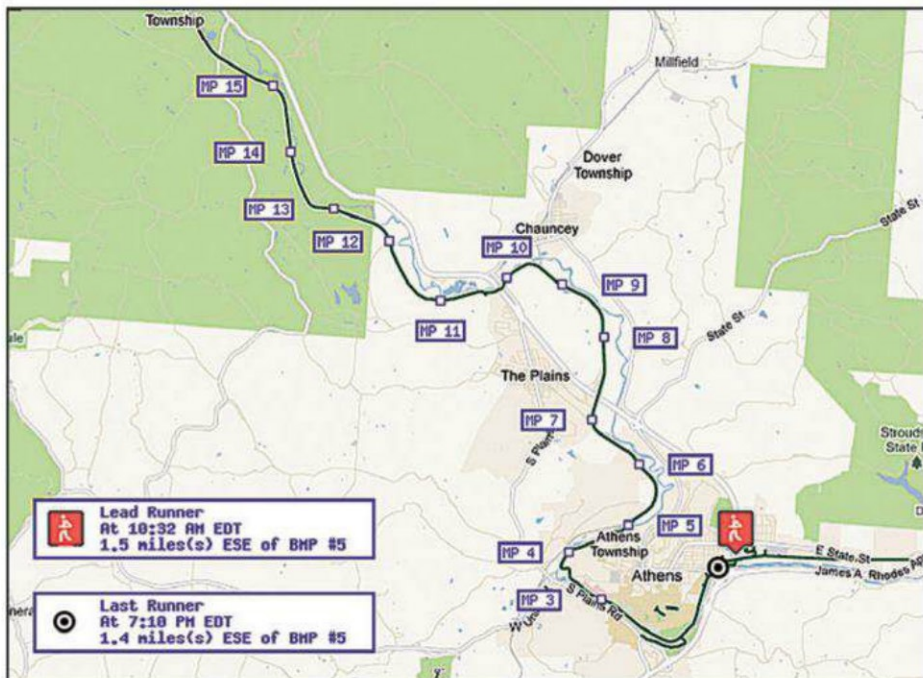 Township
MP 15
Millfield
MP 14
Dover
Township
MP 13
State St
MP 12
MP 10
Chauncey
MP 9
MP 11
MP 8
State St
The Plains
MP 7
S Plain
MP 6
State
Lead Runner
At 10:32 AM EDT
1.5 miles(s) ESE of BMP #5
MP 5
MP 4
Athens
Township
E State St
James A Rhodes
Athens
MP 3
S Plains Rd
Last Runner
At 7:10 PM EDT
1.4 miles(s) ESE of BMP #5